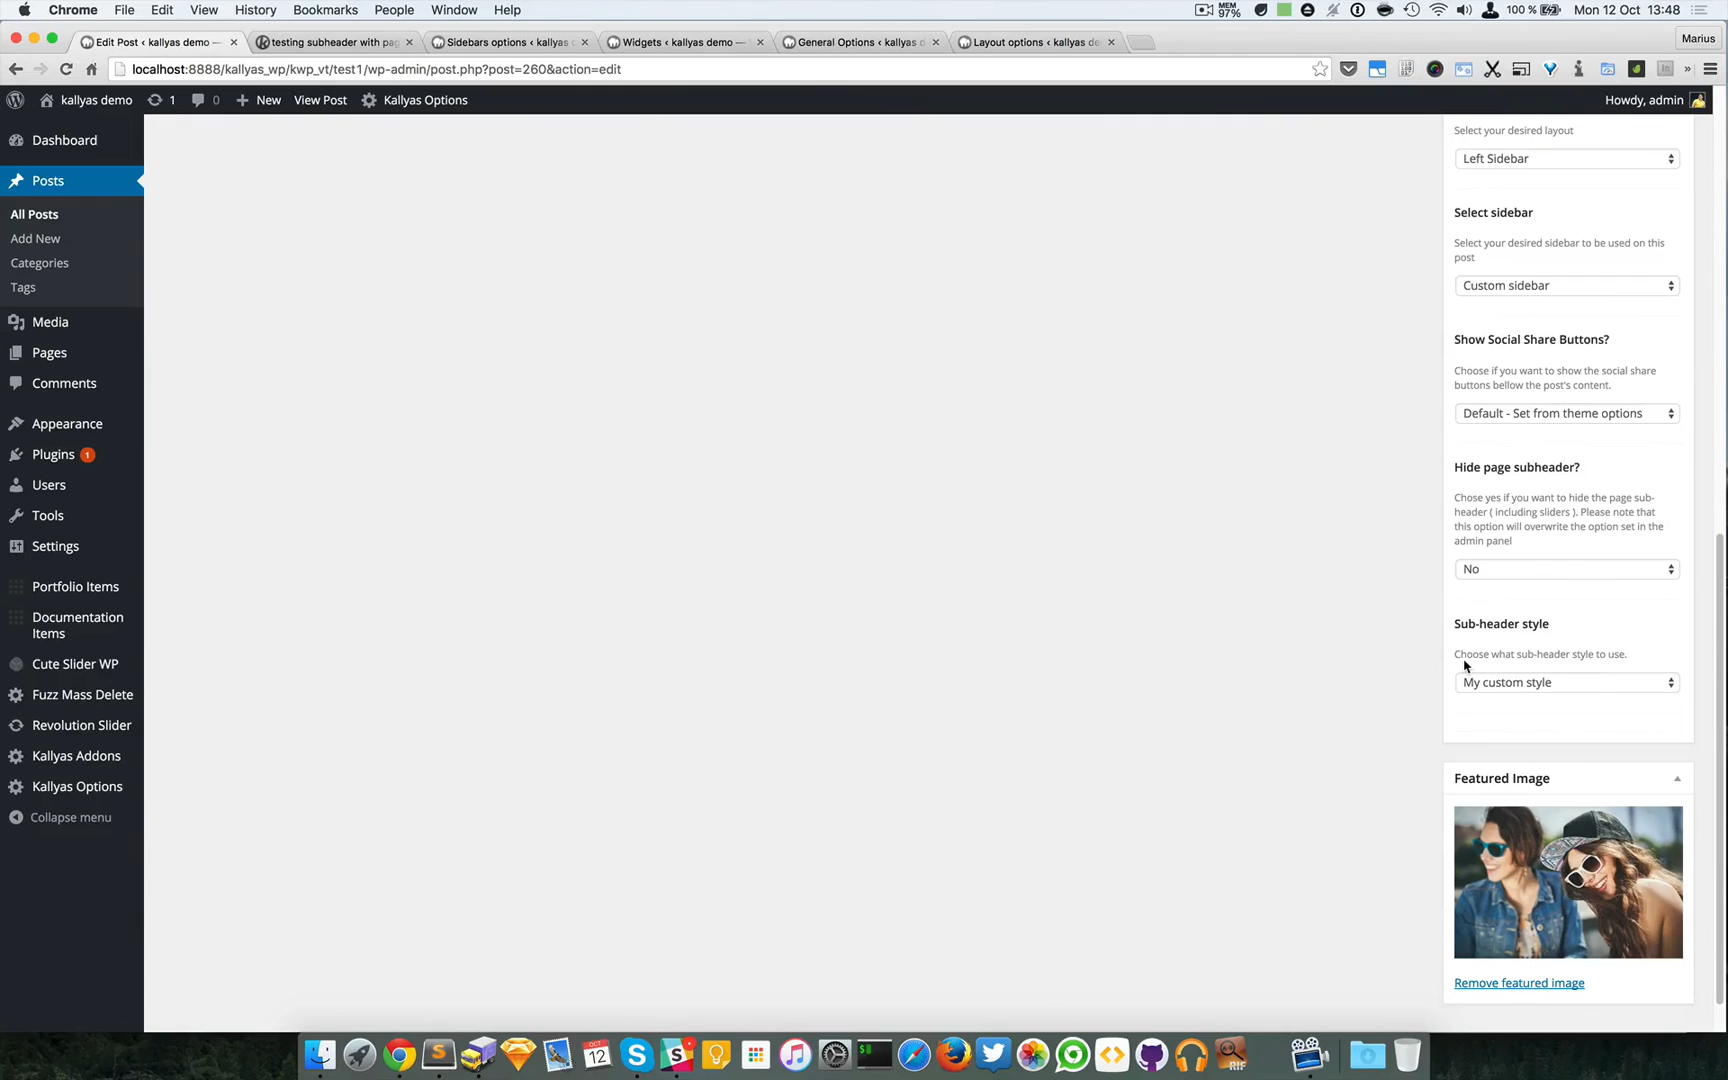 Chrome File Edit View History Bookmarks People Window Help
MEM 97% 100 % Mon 12 Oct 13:48
Edit Post ‹ kallyas demo — testing subheader with pag Sidebars options ‹ kallyas d Widgets ‹ kallyas demo — General Options ‹ kallyas d Layout options ‹ kallyas de Marius
localhost:8888/kallyas_wp/kwp_vt/test1/wp-admin/post.php?post=260&action=edit
kallyas demo 1 0 New View Post Kallyas Options Howdy, admin
Dashboard
Posts
All Posts
Add New
Categories
Tags
Media
Pages
Comments
Appearance
Plugins 1
Users
Tools
Settings
Portfolio Items
Documentation
Items
Cute Slider WP
Fuzz Mass Delete
Revolution Slider
Kallyas Addons
Kallyas Options
Collapse menu
Select your desired layout
Left Sidebar
Select sidebar
Select your desired sidebar to be used on this
post
Custom sidebar
Show Social Share Buttons?
Choose if you want to show the social share
buttons bellow the post's content.
Default - Set from theme options
Hide page subheader?
Chose yes if you want to hide the page sub-
header ( including sliders ). Please note that
this option will overwrite the option set in the
admin panel
No
Sub-header style
Choose what sub-header style to use.
My custom style
Featured Image
Remove featured image
OCT
12
RIF